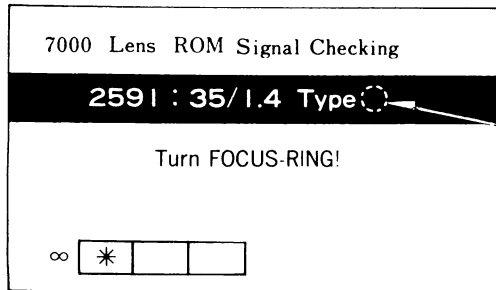 7000 Lens ROM Signal Checking
2591 : 35/1.4 Type
Turn FOCUS-RING!
∞ *